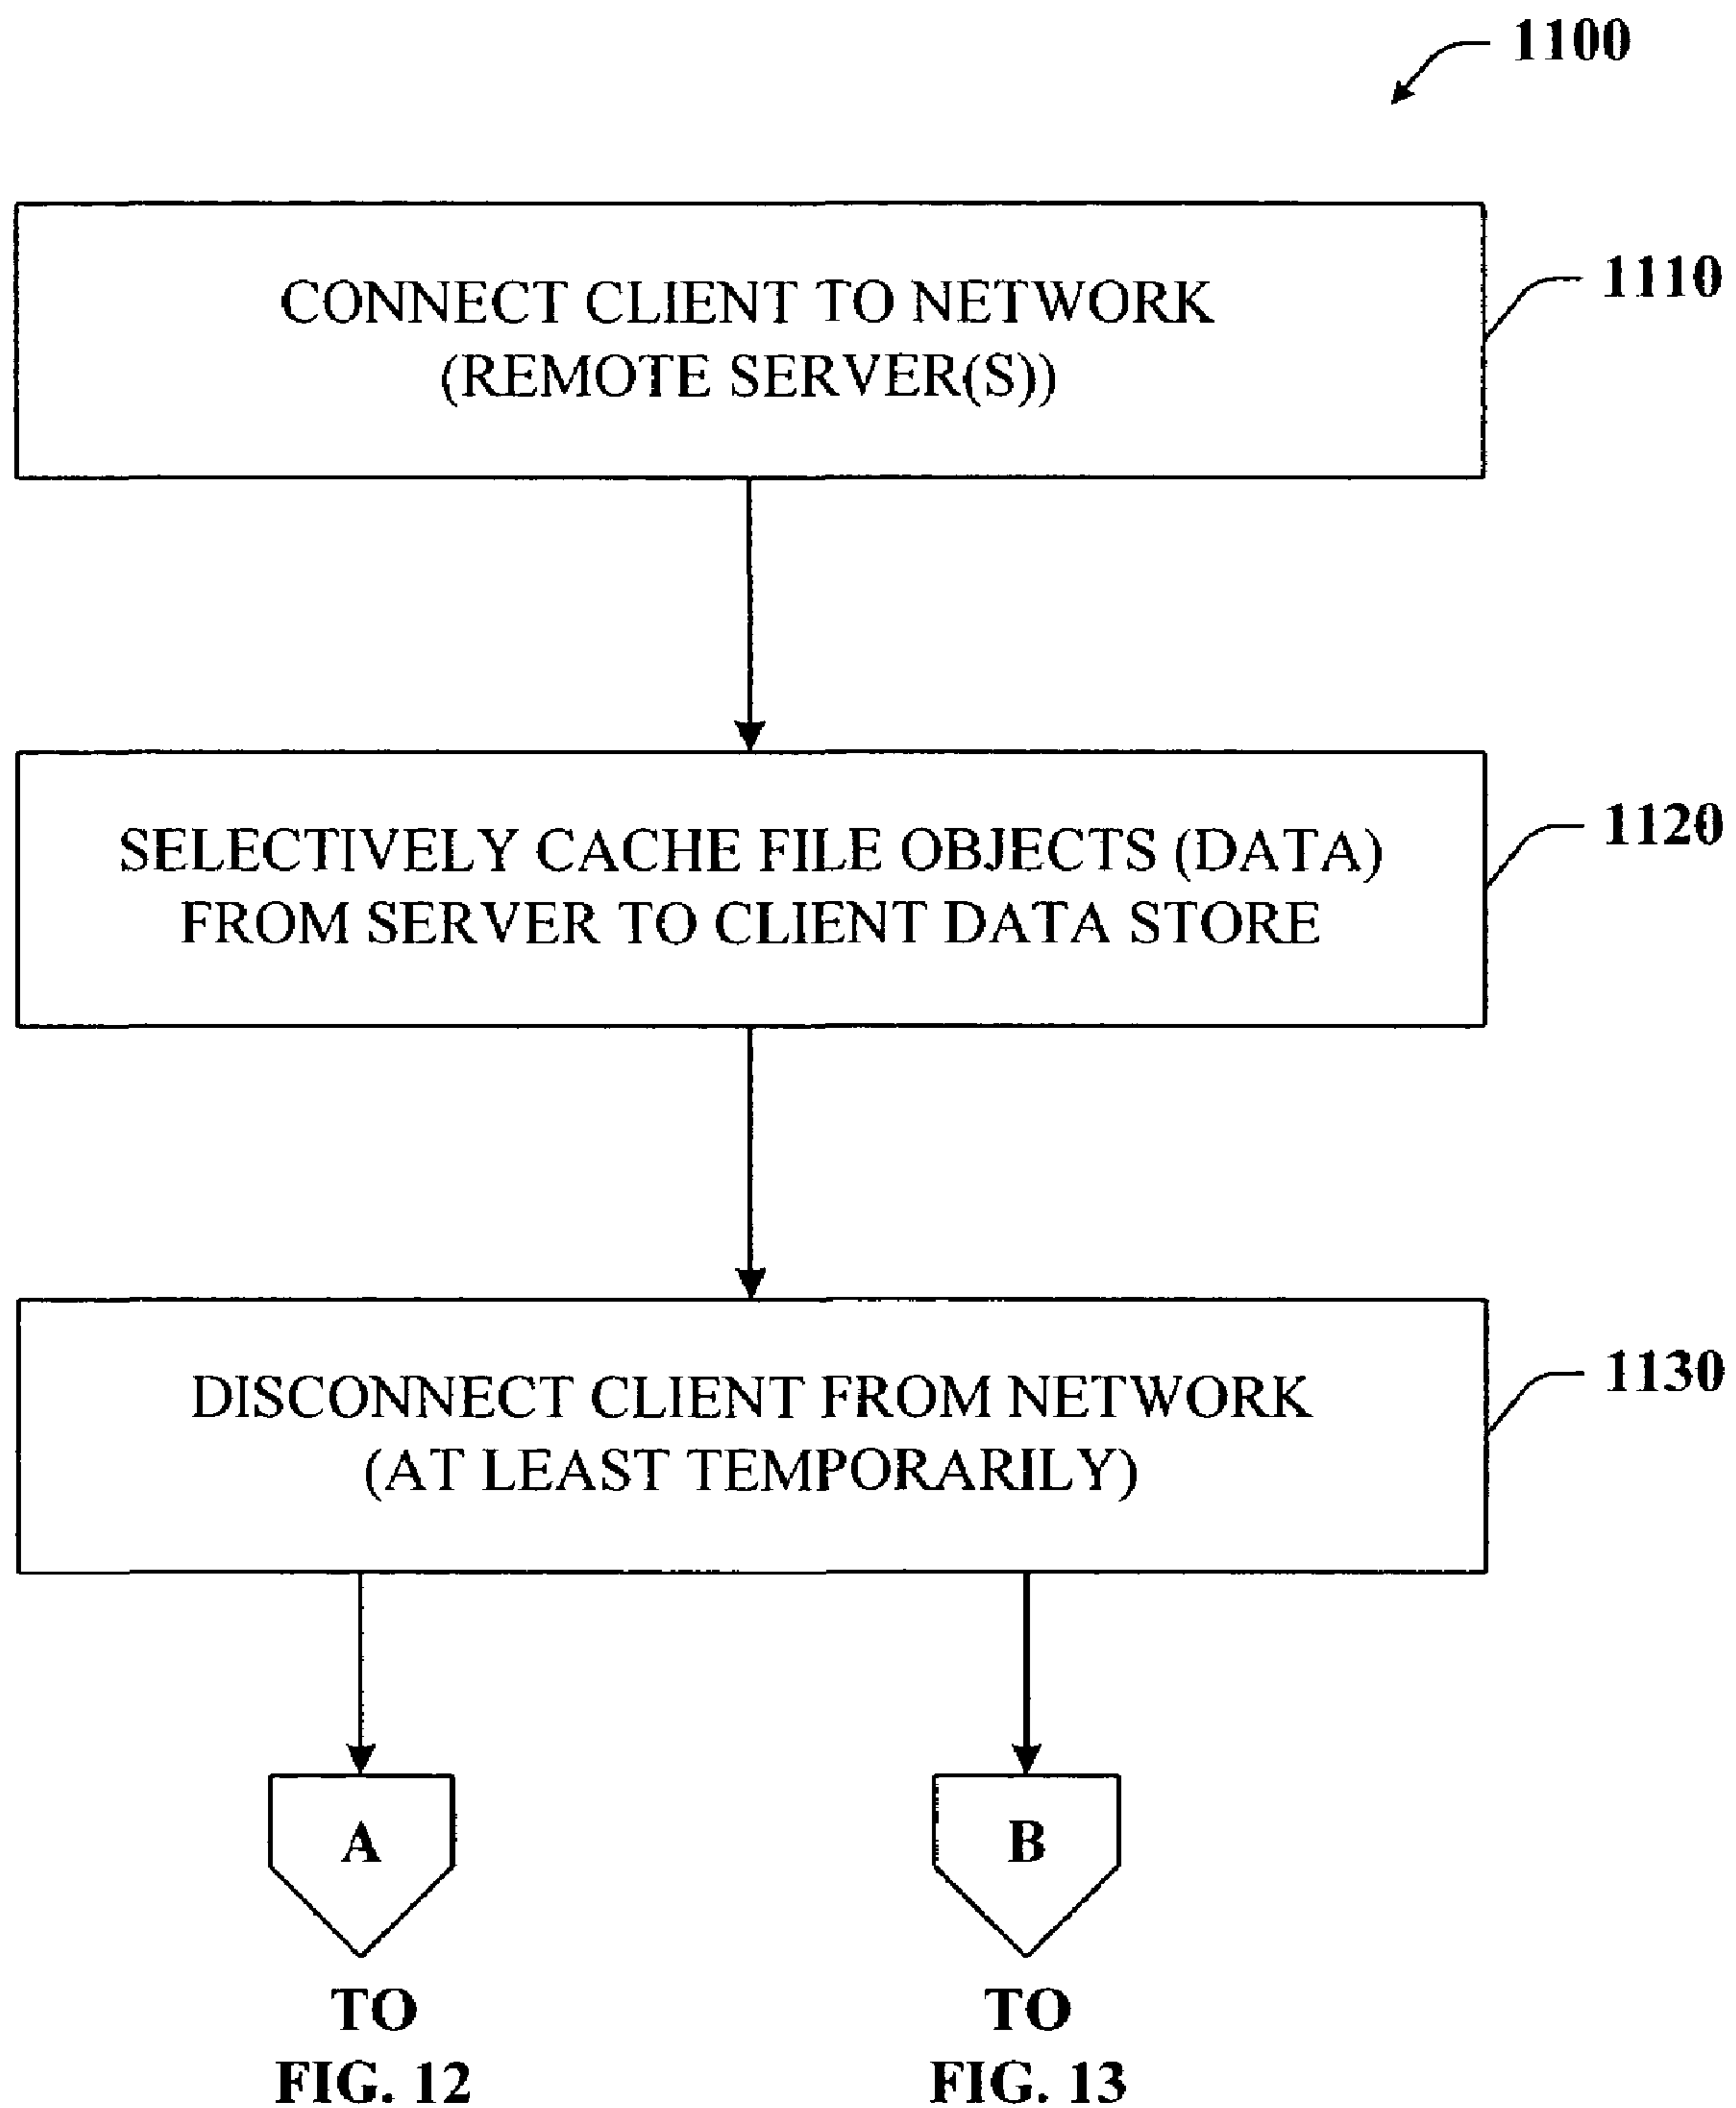 1100
CONNECT CLIENT TO NETWORK
(REMOTE SERVER(S))
1110
SELECTIVELY CACHE FILE OBJECTS (DATA)
FROM SERVER TO CLIENT DATA STORE
1120
DISCONNECT CLIENT FROM NETWORK
(AT LEAST TEMPORARILY)
1130
A
TO
FIG. 12
B
TO
FIG. 13